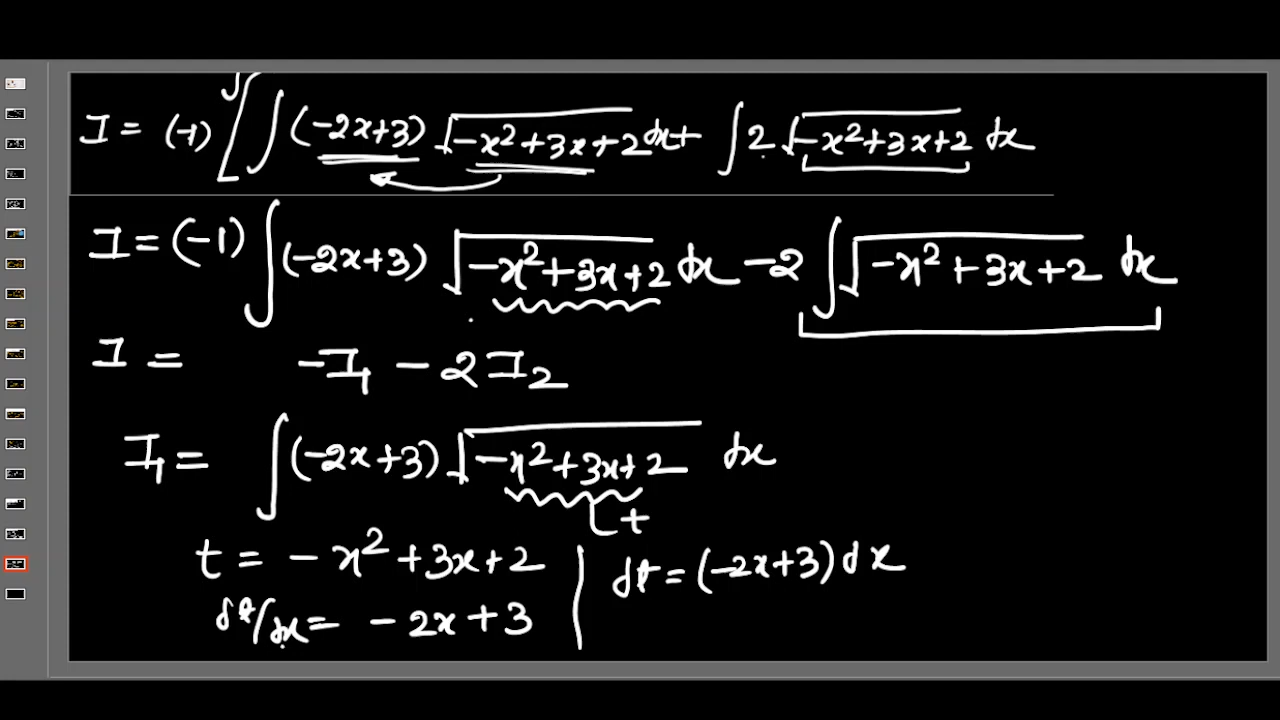 I = (-1) [ ∫ (-2x+3) √(-x²+3x+2) dx + ∫ 2 √(-x²+3x+2) dx
I = (-1) ∫ (-2x+3) √(-x²+3x+2) dx - 2 ∫ √(-x²+3x+2) dx
I = -I₁ - 2 I₂
I₁ = ∫ (-2x+3) √(-x²+3x+2) dx
t
t = -x²+3x+2 | dt = (-2x+3) dx
dt/dx = -2x+3